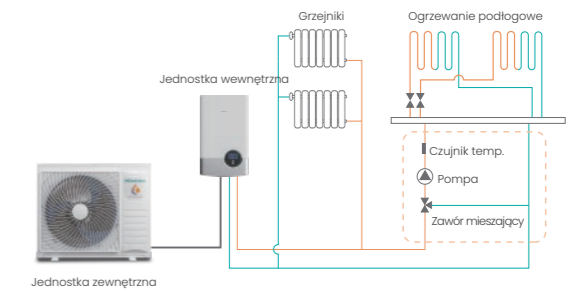 Grzejniki
Ogrzewanie podłogowe
Jednostka wewnętrzna
Czujnik temp.
Pompa
Zawór mieszający
Jednostka zewnętrzna